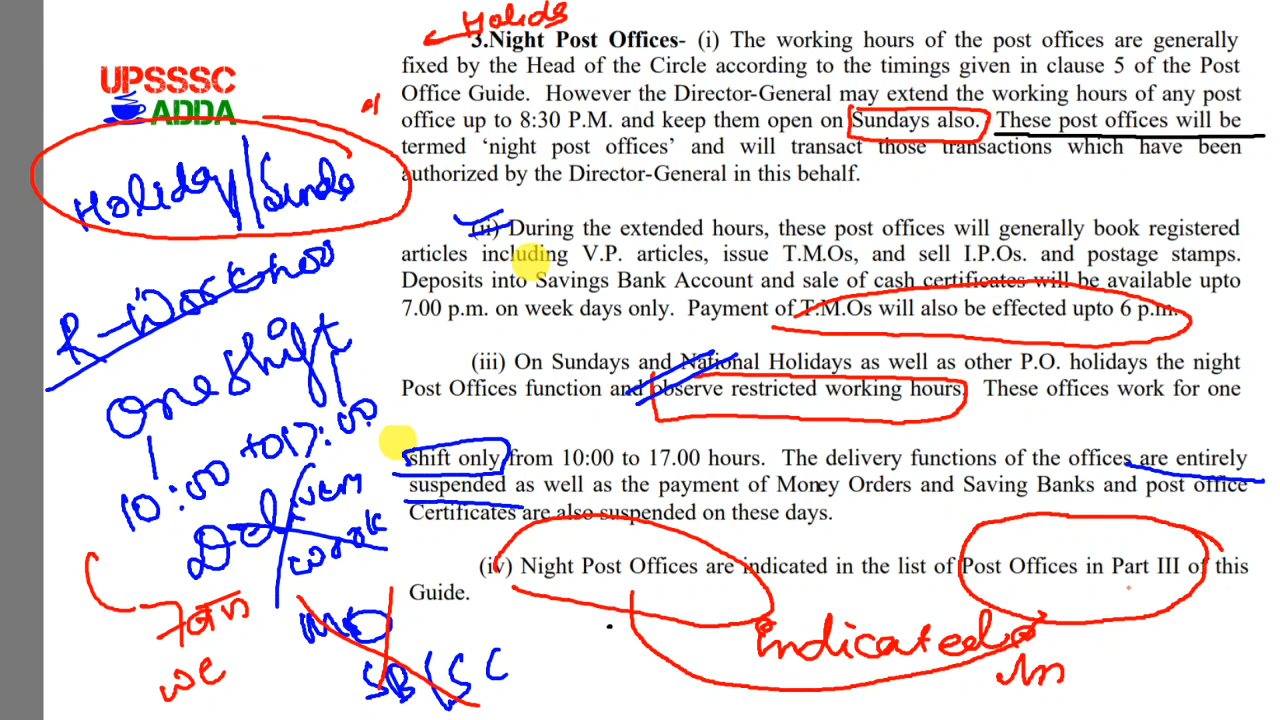 Holids
3.Night Post Offices- (i) The working hours of the post offices are generally
fixed by the Head of the Circle according to the timings given in clause 5 of the Post
Office Guide. However the Director-General may extend the working hours of any post
office up to 8:30 P.M. and keep them open on Sundays also. These post offices will be
termed ‘night post offices’ and will transact those transactions which have been
authorized by the Director-General in this behalf.
UPSSSC
ADDA
Holiday/Sunda
(ii) During the extended hours, these post offices will generally book registered
articles including V.P. articles, issue T.M.Os, and sell I.P.Os. and postage stamps.
Deposits into Savings Bank Account and sale of cash certificates will be available upto
7.00 p.m. on week days only. Payment of T.M.Os will also be effected upto 6 p.m.
(iii) On Sundays and National Holidays as well as other P.O. holidays the night
Post Offices function and observe restricted working hours. These offices work for one
shift only from 10:00 to 17.00 hours. The delivery functions of the offices are entirely
suspended as well as the payment of Money Orders and Saving Banks and post office
Certificates are also suspended on these days.
(iv) Night Post Offices are indicated in the list of Post Offices in Part III of this
Guide.
one shift
10:00 to 17:00
work
MO
SB/SC
indicated
in